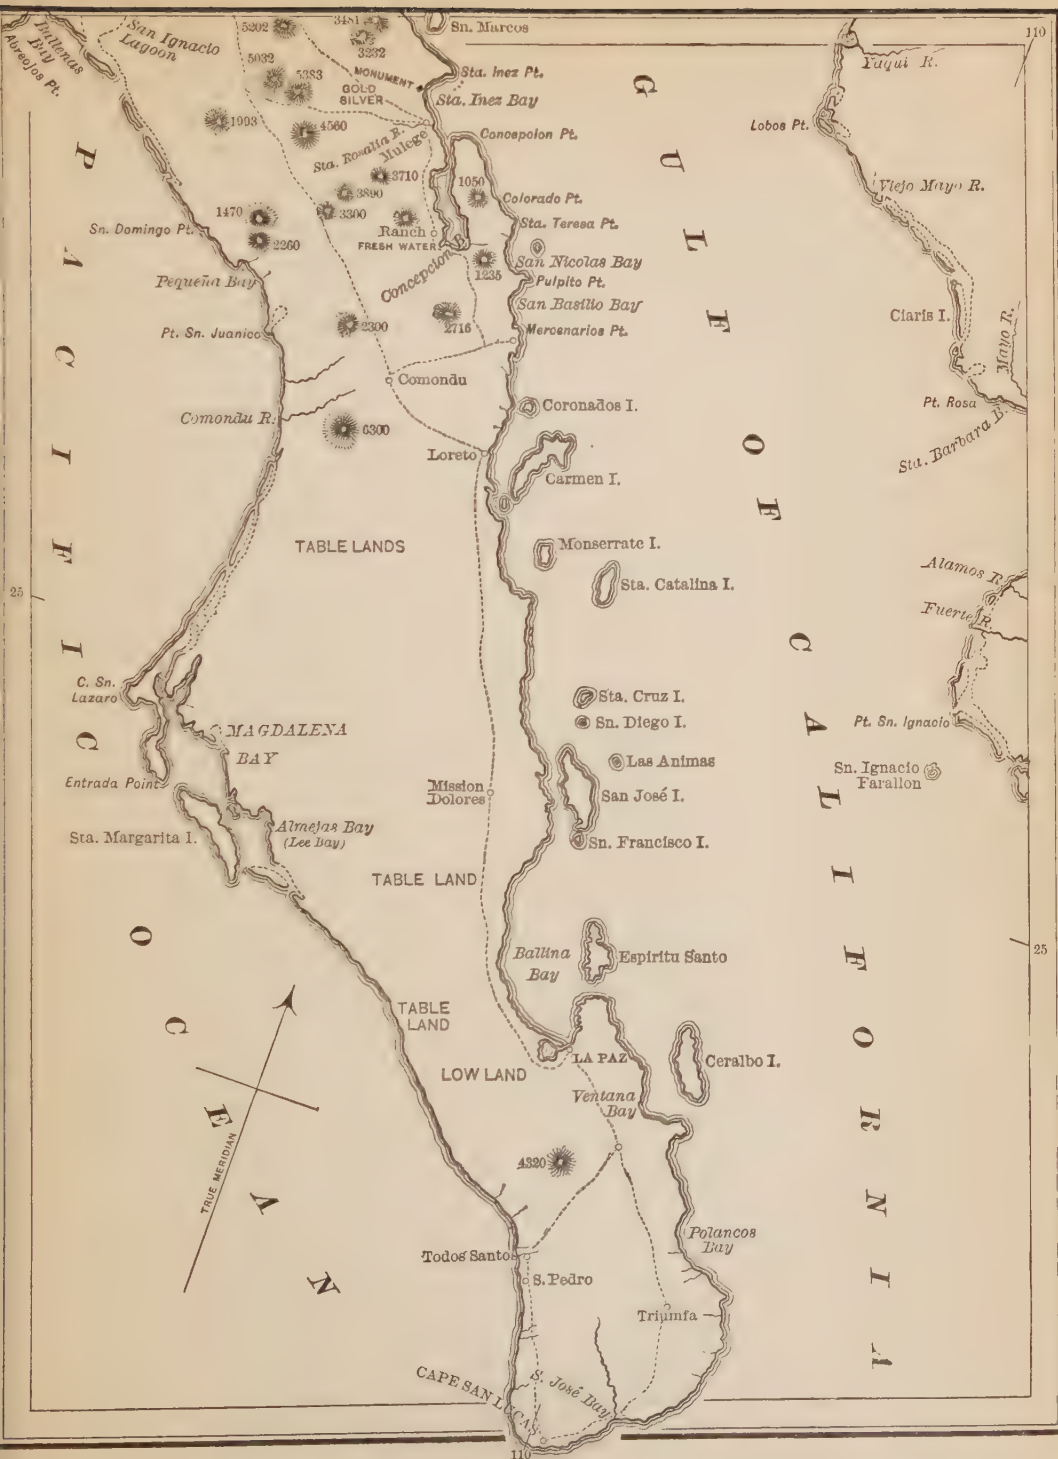 5202
3481
Sn. Marcos
110
Ballenas
Bay
Abreojos Pt.
San Ignacio
Lagoon
3232
Yaqui R.
5032
5383
MONUMENT
Sta. Inez Pt.
GOLD
SILVER
Sta. Inez Bay
1993
4560
Sta. Rosalia R.
Mulege
Concepcion Pt.
Lobos Pt.
3710
3890
3300
1050
Colorado Pt.
Viejo Mayo R.
1470
Sn. Domingo Pt.
2260
Ranch
FRESH WATER
Sta. Teresa Pt.
San Nicolas Bay
1235
Pulpito Pt.
Pequeña Bay
Concepcion B.
San Basilio Bay
2300
2716
Mercenarios Pt.
Pt. Sn. Juanico
Ciaris I.
Mayo R.
Comondu
Comondu R.
6300
Coronados I.
Pt. Rosa
Sta. Barbara B.
Loreto
Carmen I.
TABLE LANDS
Monserrate I.
Sta. Catalina I.
Alamos R.
Fuerte R.
25
C. Sn.
Lazaro
Sta. Cruz I.
Sn. Diego I.
Pt. Sn. Ignacio
MAGDALENA
BAY
Las Animas
Sn. Ignacio
Farallon
Entrada Point
Mission
Dolores
San José I.
Sta. Margarita I.
Almejas Bay
(Lee Bay)
Sn. Francisco I.
TABLE LAND
Ballina
Bay
Espiritu Santo
25
TABLE
LAND
LOW LAND
LA PAZ
Ceralbo I.
Ventana
Bay
4320
TRUE MERIDIAN
Polancos
Bay
Todos Santo
S. Pedro
Triumfa
CAPE SAN LUCAS
S. José Bay
110
PACIFIC OCEAN
GULF OF CALIFORNIA